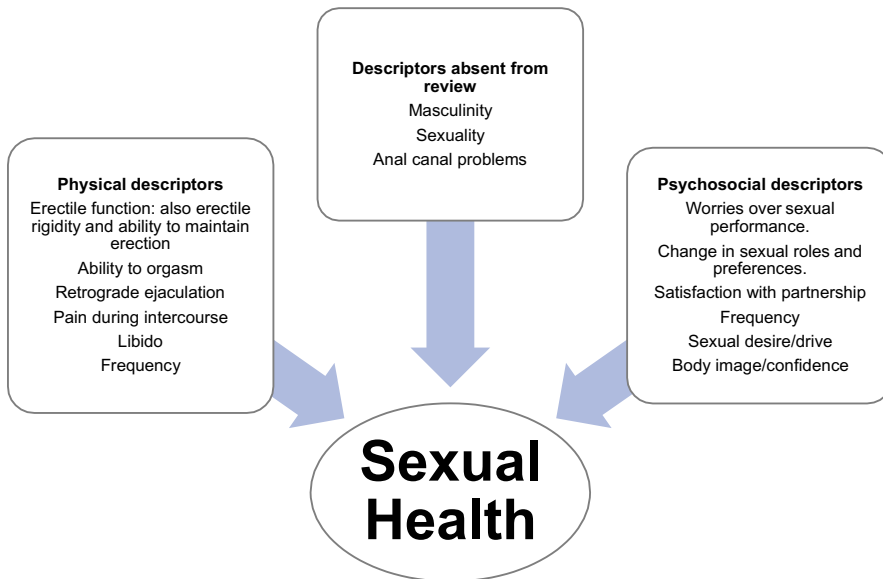 Descriptors absent from
review
Masculinity
Sexuality
Anal canal problems
Physical descriptors
Erectile function: also erectile
rigidity and ability to maintain
erection
Ability to orgasm
Retrograde ejaculation
Pain during intercourse
Libido
Frequency
Psychosocial descriptors
Worries over sexual
performance.
Change in sexual roles and
preferences.
Satisfaction with partnership
Frequency
Sexual desire/drive
Body image/confidence
Sexual
Health